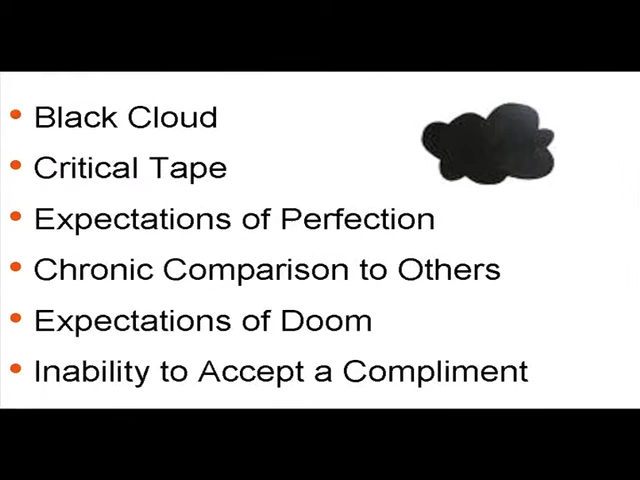 Black Cloud
Critical Tape
Expectations of Perfection
Chronic Comparison to Others
Expectations of Doom
Inability to Accept a Compliment